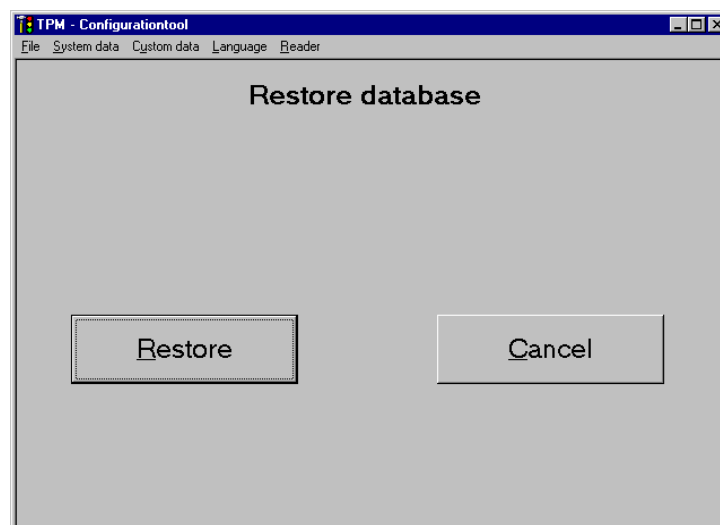 TPM - Configurationtool
File System data Custom data Language Reader
Restore database
Restore Cancel